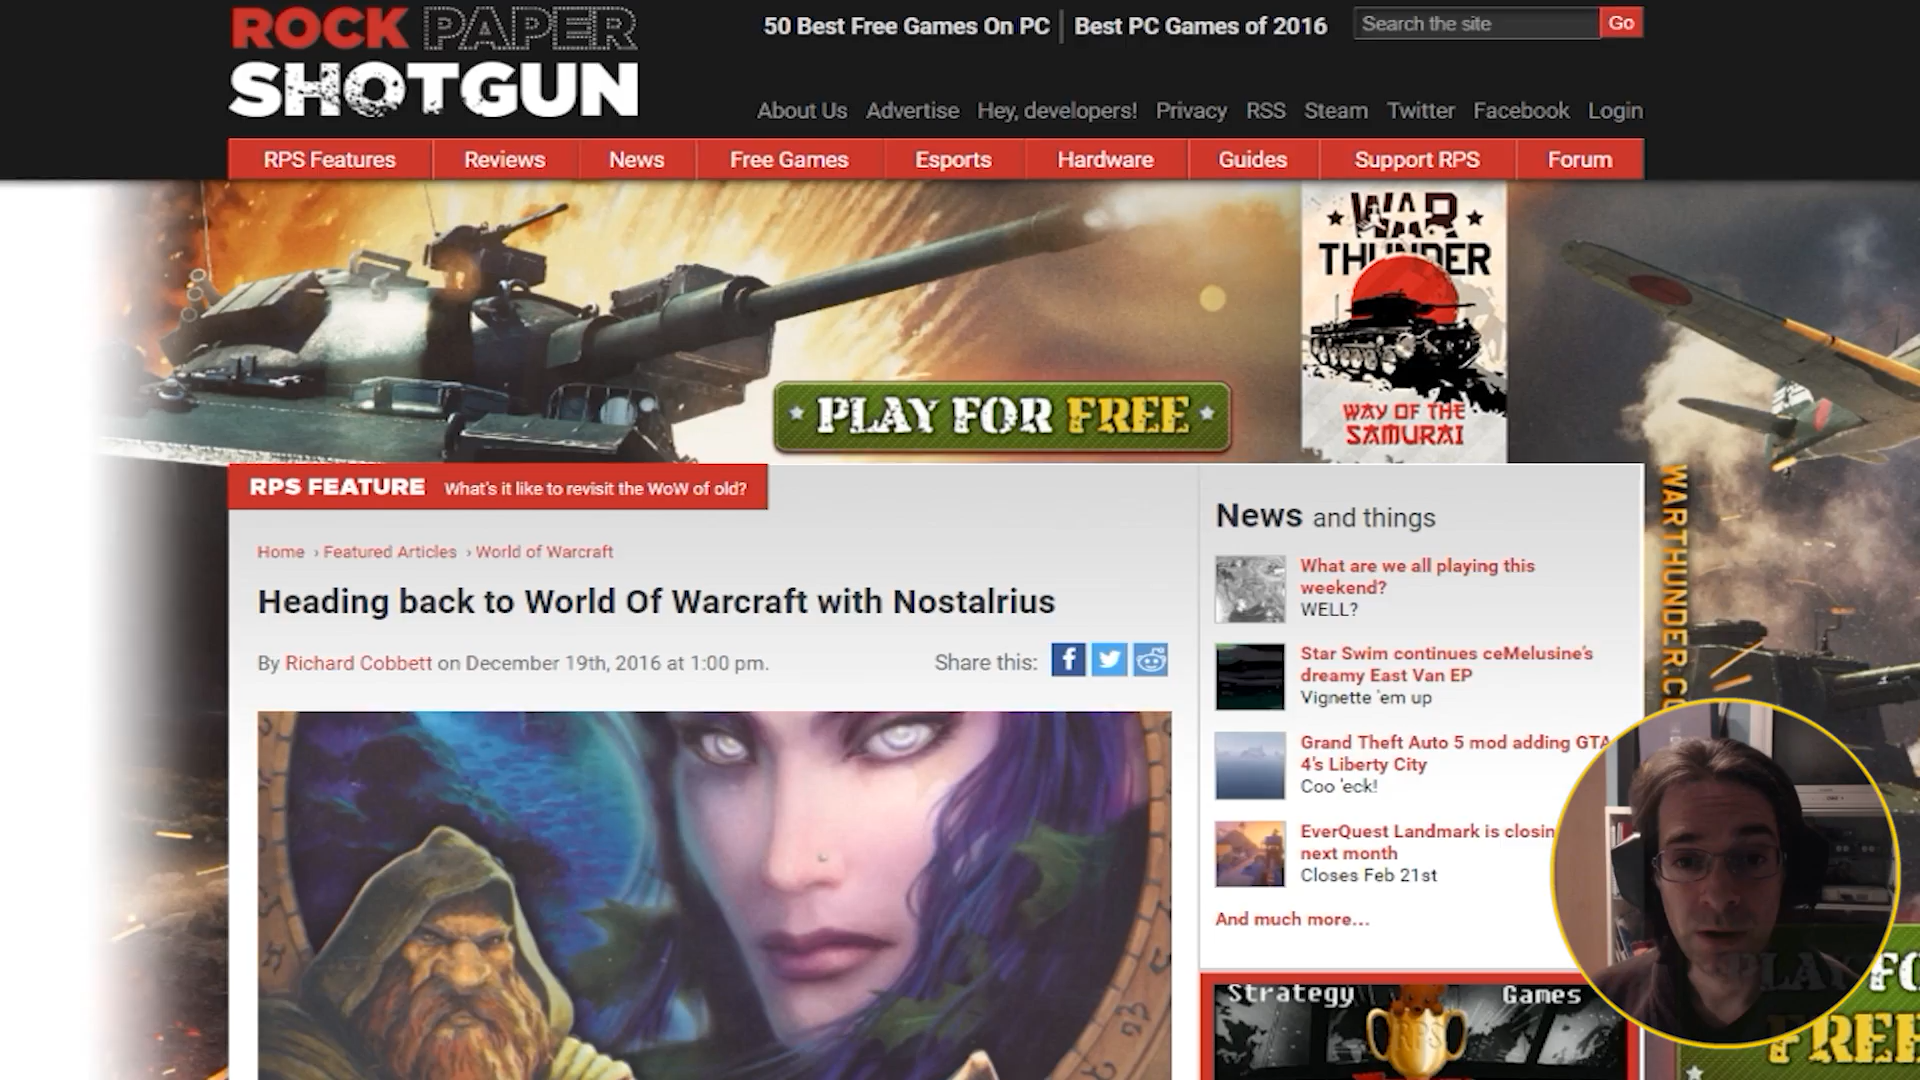 ROCK PAPER
SHOTGUN
50 Best Free Games On PC
Best PC Games of 2016
Search the site
Go
About Us
Advertise
Hey, developers!
Privacy
RSS
Steam
Twitter
Facebook
Login
RPS Features
Reviews
News
Free Games
Esports
Hardware
Guides
Support RPS
Forum
WAR
THUNDER
WAY OF THE
SAMURAI
PLAY FOR FREE
RPS FEATURE What's it like to revisit the WoW of old?
Home › Featured Articles › World of Warcraft
Heading back to World Of Warcraft with Nostalrius
By Richard Cobbett on December 19th, 2016 at 1:00 pm.
Share this:
News and things
What are we all playing this
weekend?
WELL?
Star Swim continues ceMelusine's
dreamy East Van EP
Vignette 'em up
Grand Theft Auto 5 mod adding GTA
4's Liberty City
Coo 'eck!
EverQuest Landmark is closin
next month
Closes Feb 21st
And much more...
Strategy Games
RPS
WARTHUNDER.CO
PLAY FO
FREE